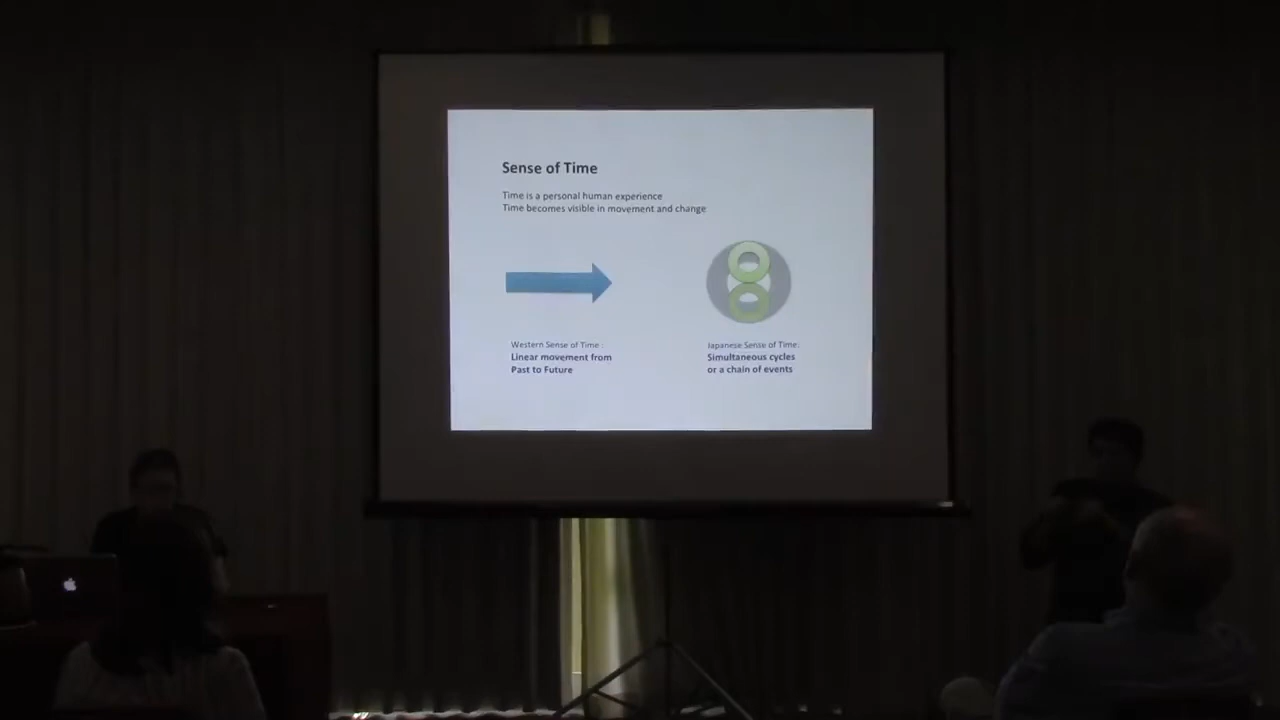 Sense of Time
Time is a personal human experience
Time becomes visible in movement and change
Western Sense of Time :
Linear movement from
Past to Future
Japanese Sense of Time:
Simultaneous cycles
or a chain of events